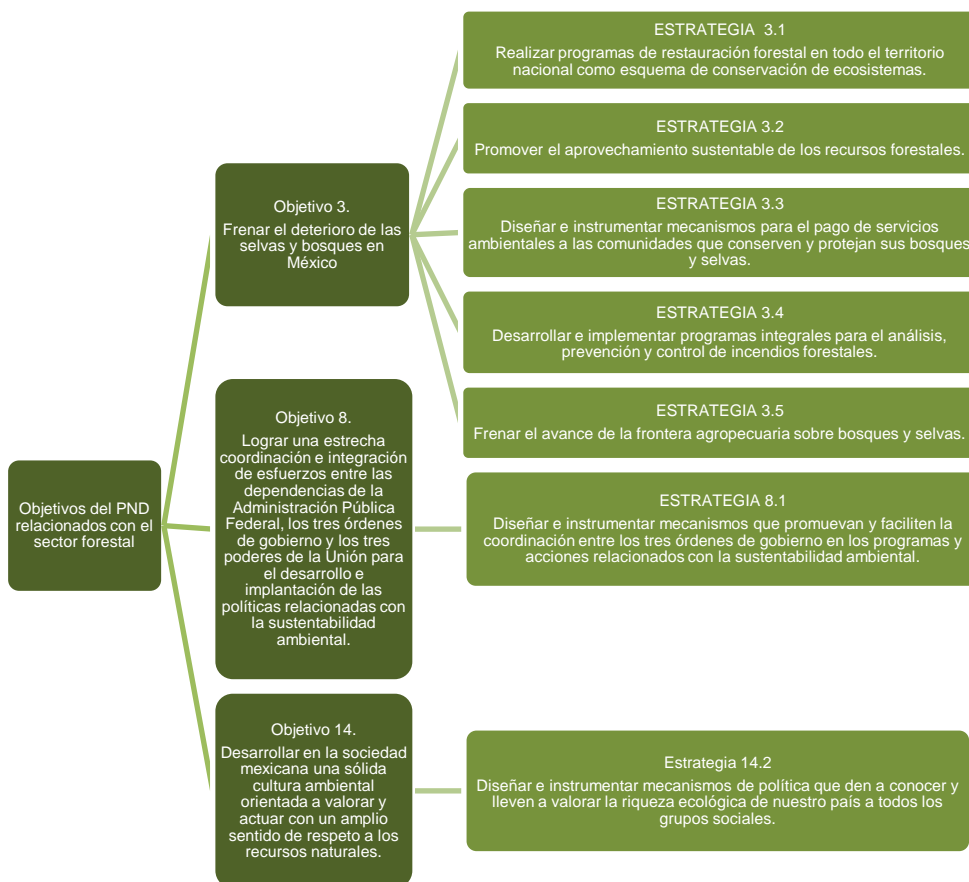 Objetivos del PND
relacionados con el
sector forestal
Objetivo 3.
Frenar el deterioro de las
selvas y bosques en
México
ESTRATEGIA 3.1
Realizar programas de restauración forestal en todo el territorio
nacional como esquema de conservación de ecosistemas.
ESTRATEGIA 3.2
Promover el aprovechamiento sustentable de los recursos forestales.
ESTRATEGIA 3.3
Diseñar e instrumentar mecanismos para el pago de servicios
ambientales a las comunidades que conserven y protejan sus bosques
y selvas.
ESTRATEGIA 3.4
Desarrollar e implementar programas integrales para el análisis,
prevención y control de incendios forestales.
ESTRATEGIA 3.5
Frenar el avance de la frontera agropecuaria sobre bosques y selvas.
Objetivo 8.
Lograr una estrecha
coordinación e integración
de esfuerzos entre las
dependencias de la
Administración Pública
Federal, los tres órdenes
de gobierno y los tres
poderes de la Unión para
el desarrollo e
implantación de las
políticas relacionadas con
la sustentabilidad
ambiental.
ESTRATEGIA 8.1
Diseñar e instrumentar mecanismos que promuevan y faciliten la
coordinación entre los tres órdenes de gobierno en los programas y
acciones relacionados con la sustentabilidad ambiental.
Objetivo 14.
Desarrollar en la sociedad
mexicana una sólida
cultura ambiental
orientada a valorar y
actuar con un amplio
sentido de respeto a los
recursos naturales.
Estrategia 14.2
Diseñar e instrumentar mecanismos de política que den a conocer y
lleven a valorar la riqueza ecológica de nuestro país a todos los
grupos sociales.